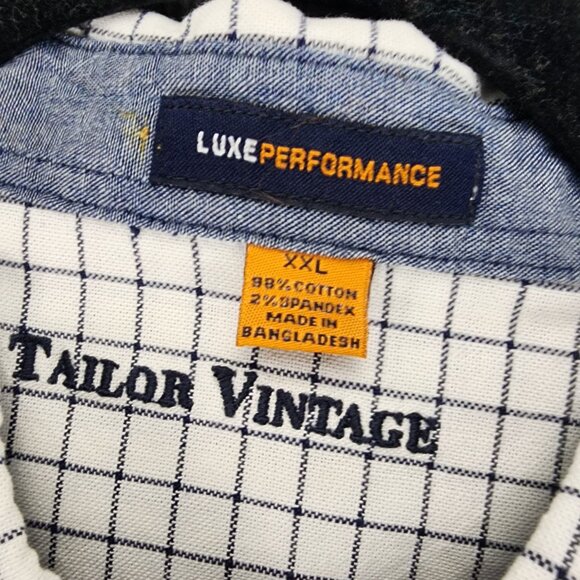 LUXEPERFORMANCE
XXL
98% COTTON
2% SPANDEX
MADE IN
BANGLADESH
TAILOR VINTAGE